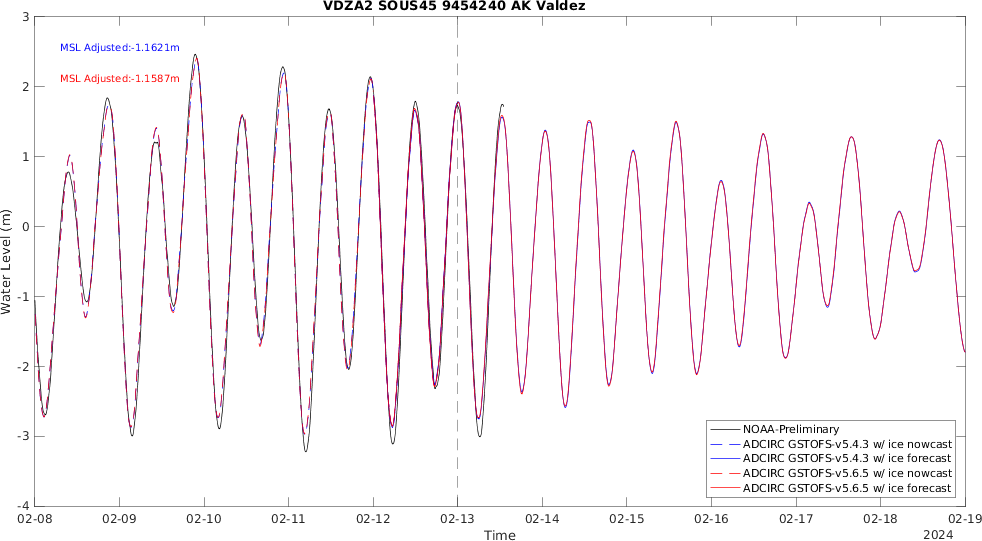 VDZA2 SOUS45 9454240 AK Valdez
MSL Adjusted:-1.1621m
MSL Adjusted:-1.1587m
Water Level (m)
3
2
1
0
-1
-2
-3
-4
NOAA-Preliminary
ADCIRC GSTOFS-v5.4.3 w/ ice nowcast
ADCIRC GSTOFS-v5.4.3 w/ ice forecast
ADCIRC GSTOFS-v5.6.5 w/ ice nowcast
ADCIRC GSTOFS-v5.6.5 w/ ice forecast
02-08 02-09 02-10 02-11 02-12 02-13 02-14 02-15 02-16 02-17 02-18 02-19
Time
2024